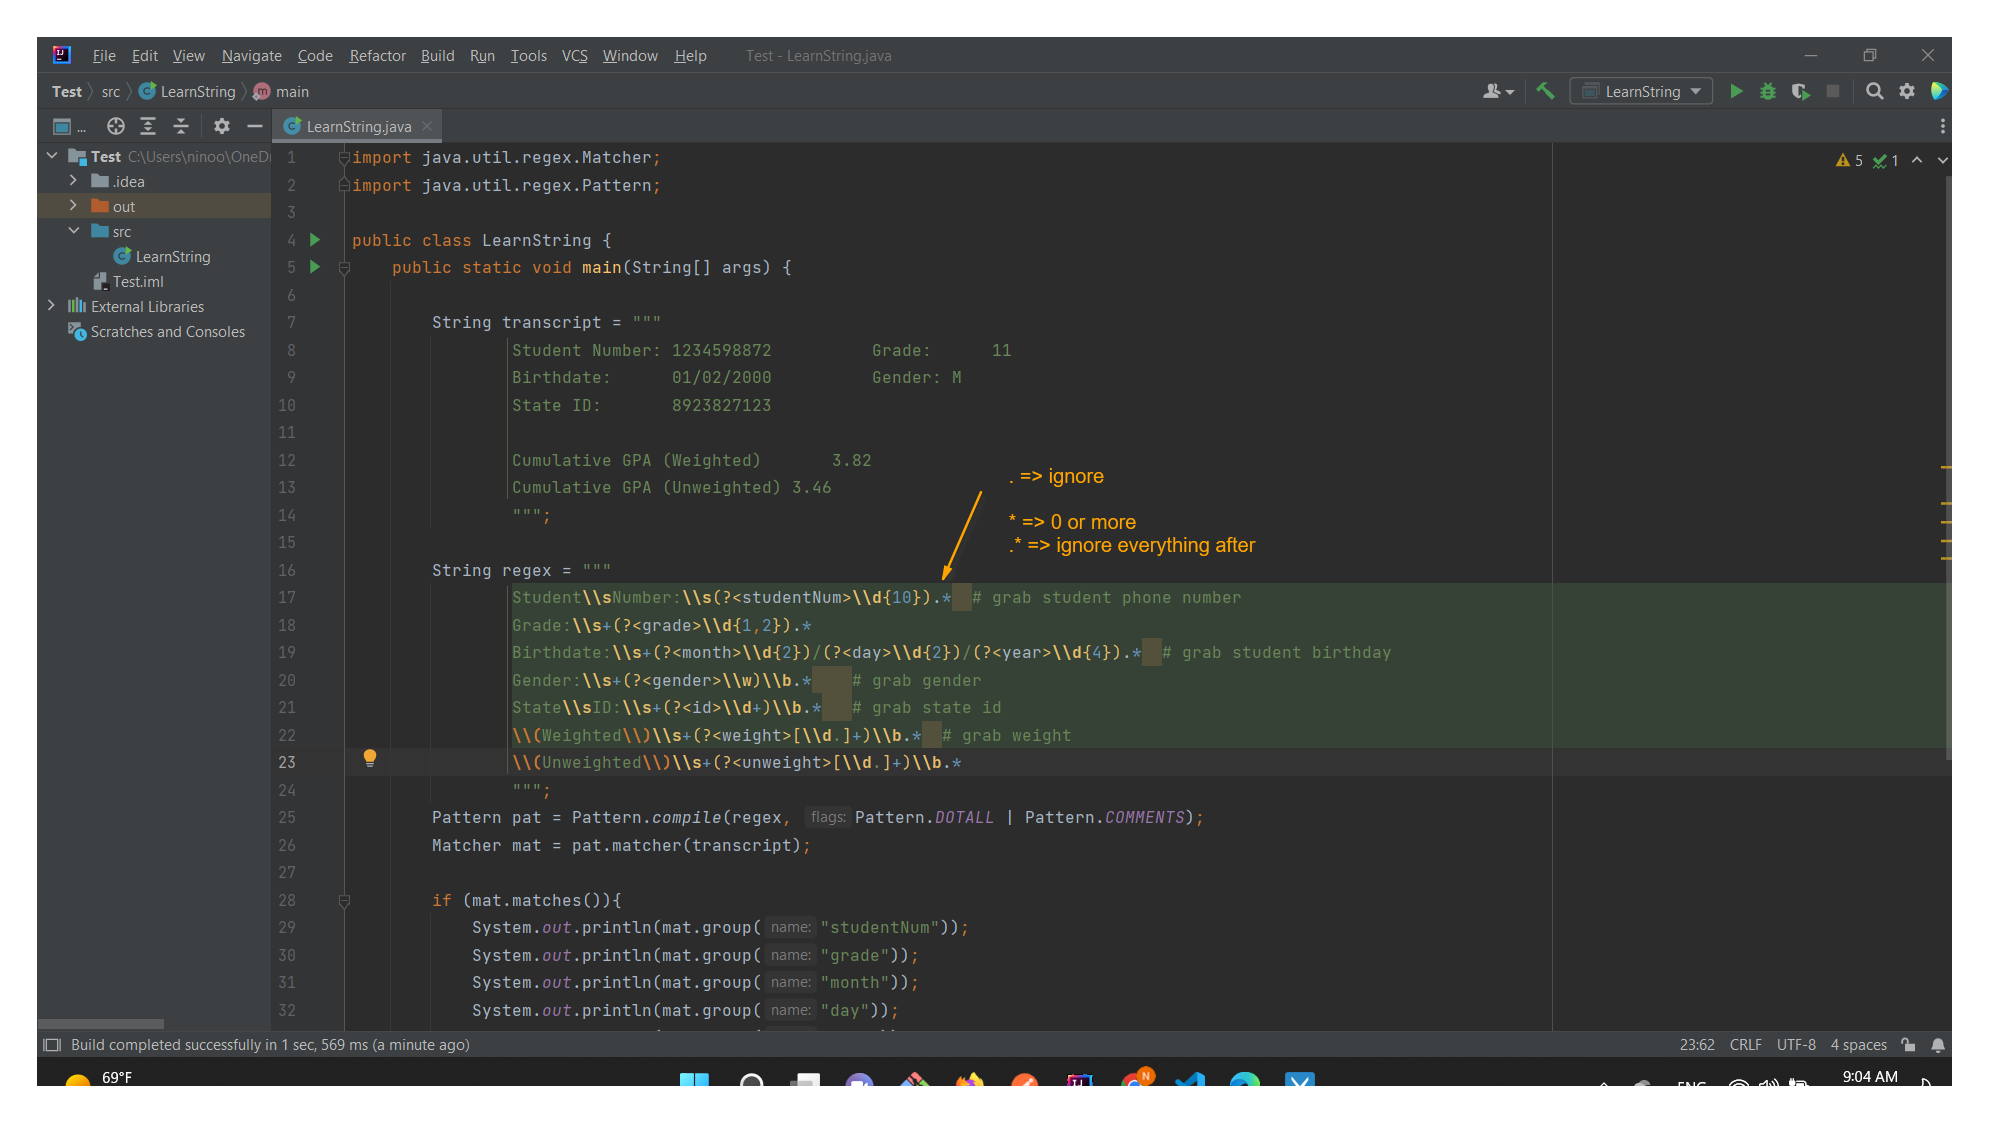 File Edit View Navigate Code Refactor Build Run Tools VCS Window Help Test - LearnString.java
Test src LearnString main LearnString
... LearnString.java
Test C:\Users\ninoo\OneD
.idea
out
src
LearnString
Test.iml
External Libraries
Scratches and Consoles
5 1
1 import java.util.regex.Matcher;
2 import java.util.regex.Pattern;
3
4 public class LearnString {
5 public static void main(String[] args) {
6
7 String transcript = """
8 Student Number: 1234598872 Grade: 11
9 Birthdate: 01/02/2000 Gender: M
10 State ID: 8923827123
11
12 Cumulative GPA (Weighted) 3.82
13 Cumulative GPA (Unweighted) 3.46
14 """;
15
16 String regex = """
17 Student\\sNumber:\\s(?<studentNum>\\d{10}).* # grab student phone number
18 Grade:\\s+(?<grade>\\d{1,2}).*
19 Birthdate:\\s+(?<month>\\d{2})/(?<day>\\d{2})/(?<year>\\d{4}).* # grab student birthday
20 Gender:\\s+(?<gender>\\w)\\b.* # grab gender
21 State\\sID:\\s+(?<id>\\d+)\\b.* # grab state id
22 \\(Weighted\\)\\s+(?<weight>[\\d.]+)\\b.* # grab weight
23 \\(Unweighted\\)\\s+(?<unweight>[\\d.]+)\\b.*
24 """;
25 Pattern pat = Pattern.compile(regex, flags: Pattern.DOTALL | Pattern.COMMENTS);
26 Matcher mat = pat.matcher(transcript);
27
28 if (mat.matches()){
29 System.out.println(mat.group( name: "studentNum"));
30 System.out.println(mat.group( name: "grade"));
31 System.out.println(mat.group( name: "month"));
32 System.out.println(mat.group( name: "day"));
. => ignore
* => 0 or more
.* => ignore everything after
Build completed successfully in 1 sec, 569 ms (a minute ago) 23:62 CRLF UTF-8 4 spaces
69°F N ENG 9:04 AM